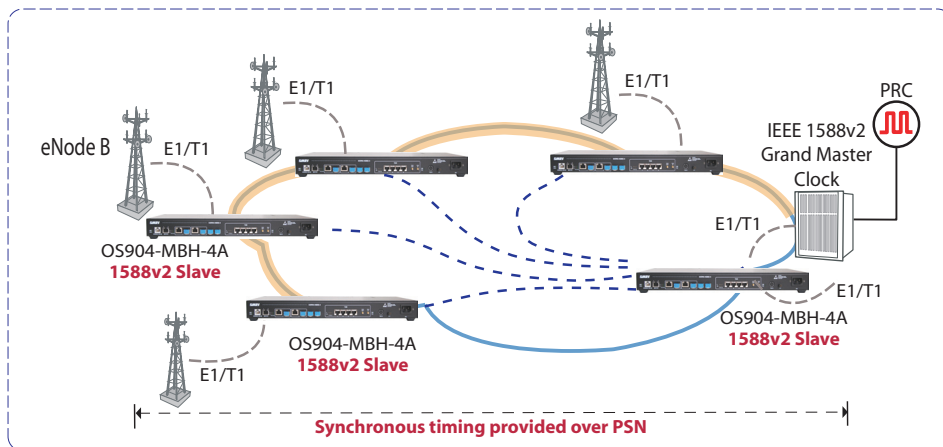 E1/T1
E1/T1
PRC
IEEE 1588v2
Grand Master
Clock
eNode B
E1/T1
E1/T1
OS904-MBH-4A
1588v2 Slave
E1/T1
OS904-MBH-4A
1588v2 Slave
OS904-MBH-4A
1588v2 Slave
E1/T1
Synchronous timing provided over PSN